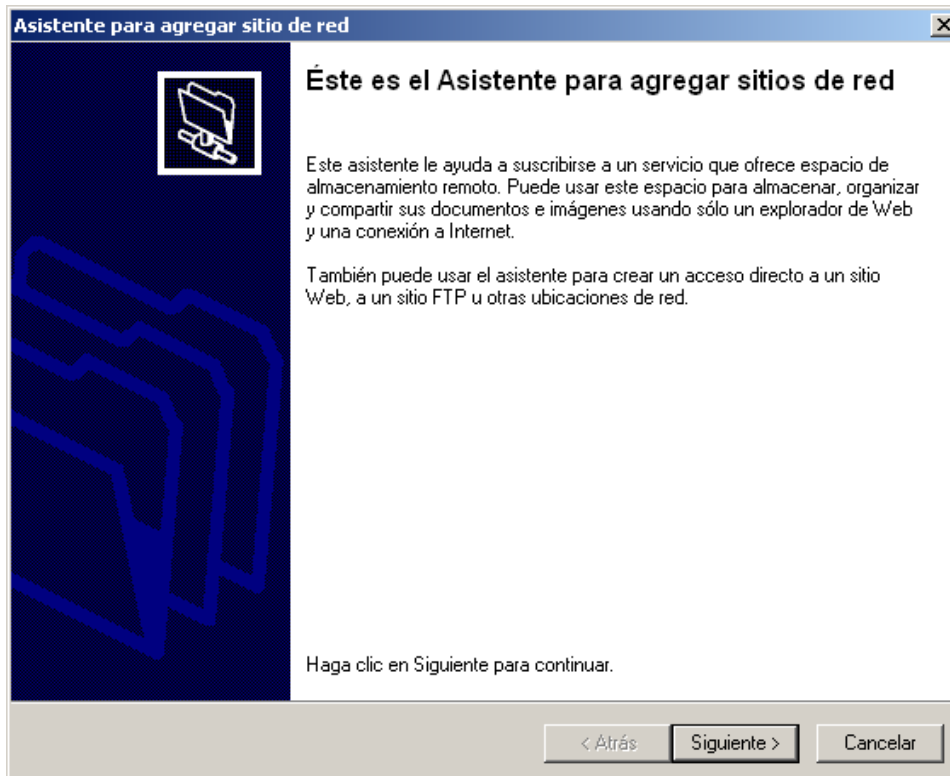 Asistente para agregar sitio de red
Éste es el Asistente para agregar sitios de red
Este asistente le ayuda a suscribirse a un servicio que ofrece espacio de
almacenamiento remoto. Puede usar este espacio para almacenar, organizar
y compartir sus documentos e imágenes usando sólo un explorador de Web
y una conexión a Internet.
También puede usar el asistente para crear un acceso directo a un sitio
Web, a un sitio FTP u otras ubicaciones de red.
Haga clic en Siguiente para continuar.
< Atrás Siguiente > Cancelar